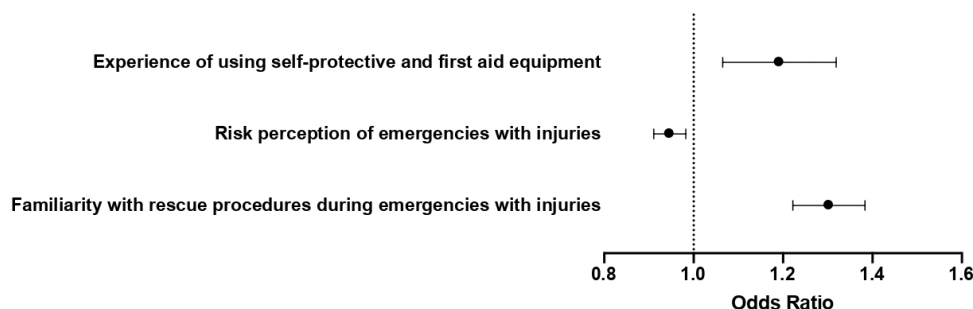 Experience of using self-protective and first aid equipment
Risk perception of emergencies with injuries
Familiarity with rescue procedures during emergencies with injuries
0.8 1.0 1.2 1.4 1.6
Odds Ratio